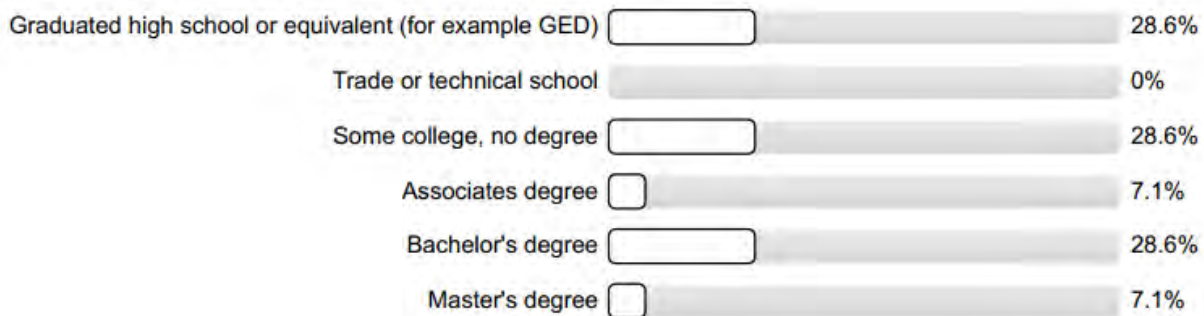 Graduated high school or equivalent (for example GED) 28.6%
Trade or technical school 0%
Some college, no degree 28.6%
Associates degree 7.1%
Bachelor's degree 28.6%
Master's degree 7.1%